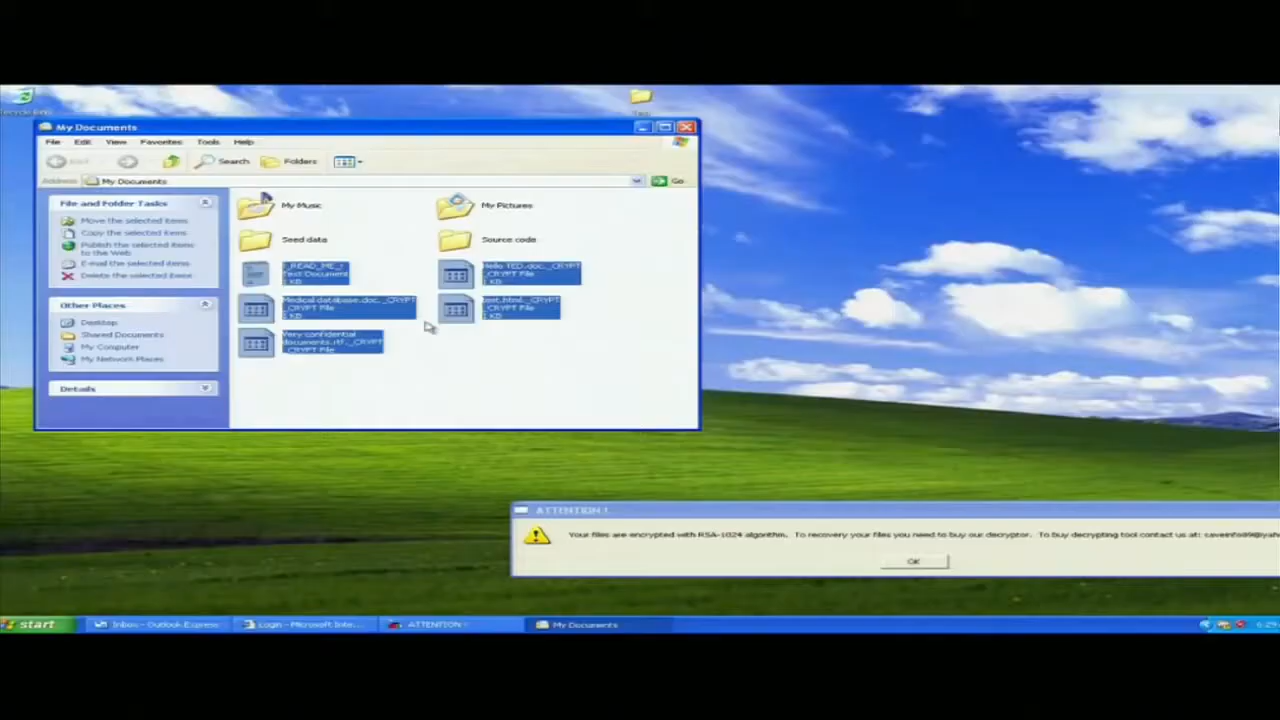 Recycle Bin
My Documents
File Edit View Favorites Tools Help
Back Search Folders
Address My Documents Go
File and Folder Tasks
Move the selected items
Copy the selected items
Publish the selected items
to the Web
E-mail the selected items
Delete the selected items
Other Places
Desktop
Shared Documents
My Computer
My Network Places
Details
My Music
My Pictures
Seed data
Source code
Text Document
1 KB
Hello TED.doc._CRYPT
_CRYPT File
1 KB
Medical database.doc._CRYPT
_CRYPT File
1 KB
test.html._CRYPT
_CRYPT File
1 KB
Very confidential
documents.rtf._CRYPT
_CRYPT File
ATTENTION !
Your files are encrypted with RSA-1024 algorithm. To recovery your files you need to buy our decryptor. To buy decrypting tool contact us at:
OK
start Inbox - Outlook Express Login - Microsoft Inte... ATTENTION ! My Documents 6:29